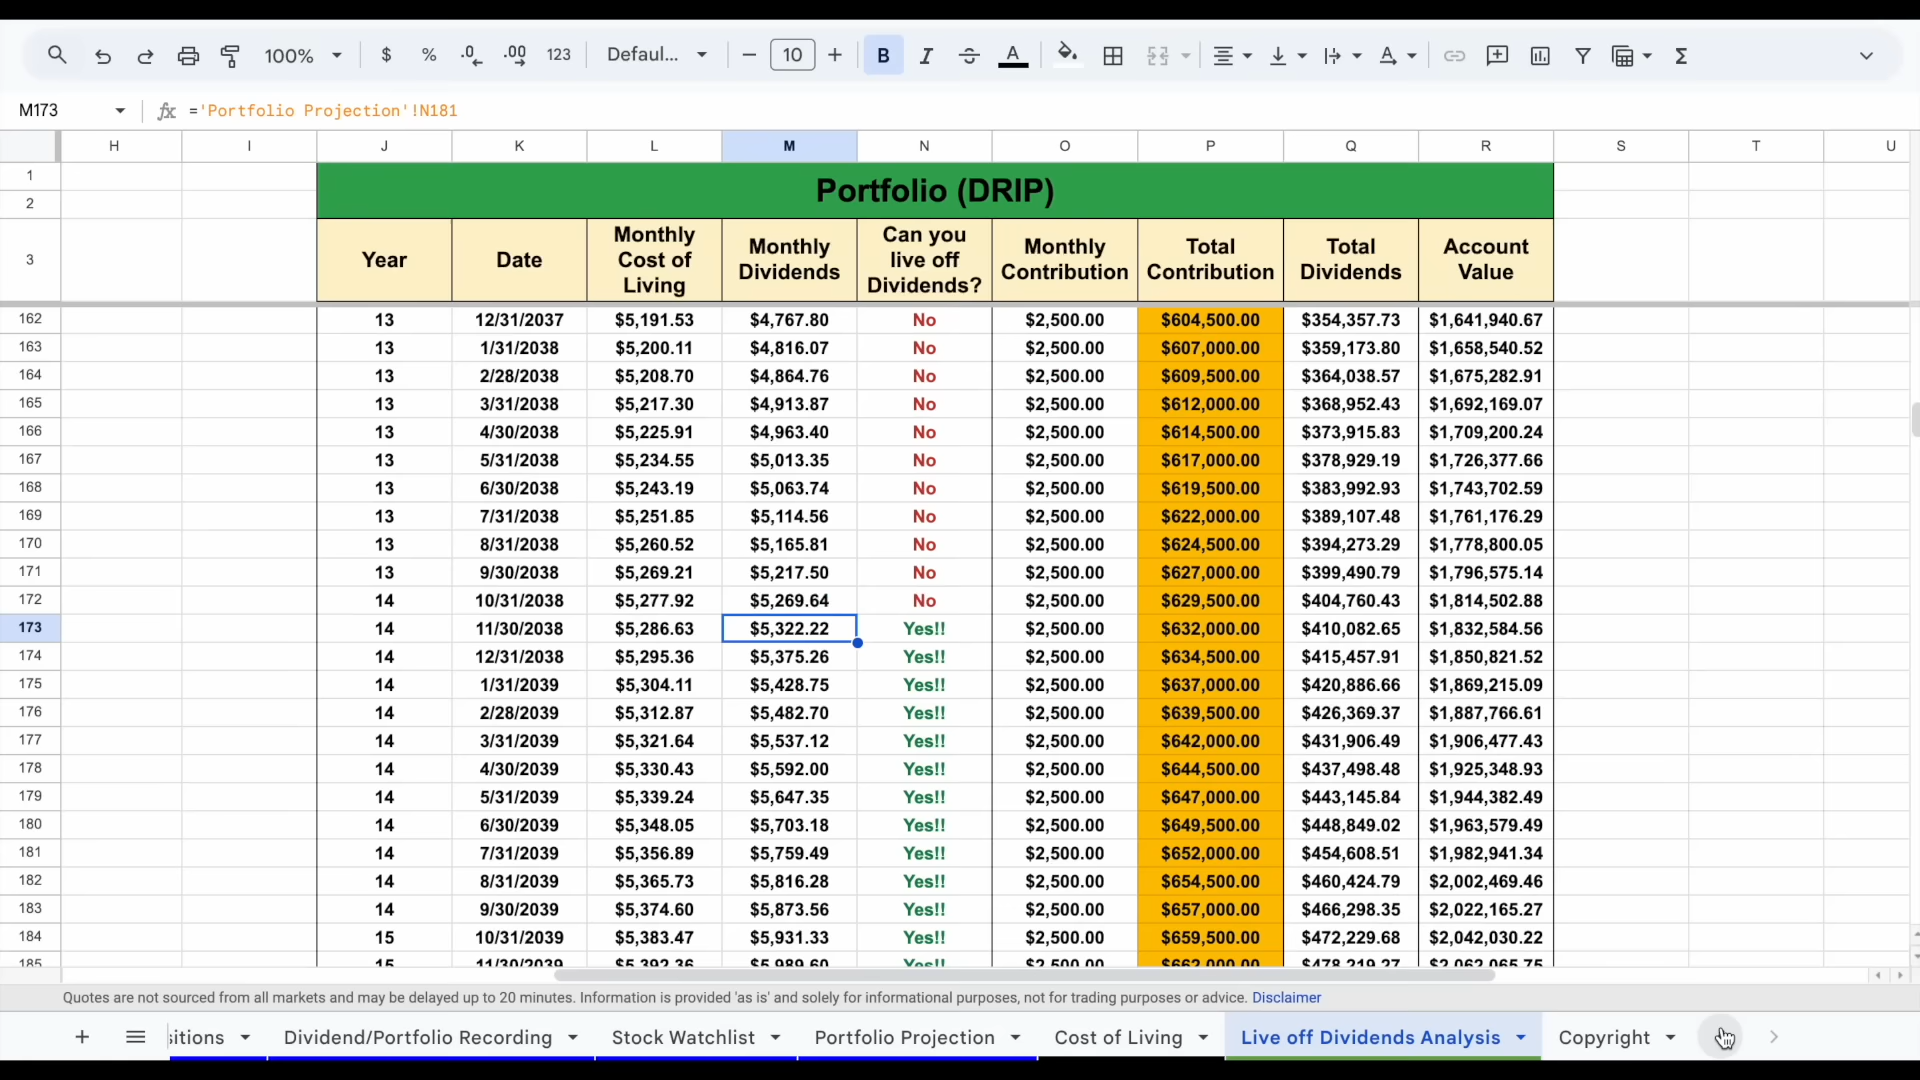 100% $ % .0 .00 123 Defaul... 10 B I A Σ
M173 fx ='Portfolio Projection'!N181
H I J K L M N O P Q R S T U
1
2
3
Portfolio (DRIP)
Year Date Monthly Cost of Living Monthly Dividends Can you live off Dividends? Monthly Contribution Total Contribution Total Dividends Account Value
162 13 12/31/2037 $5,191.53 $4,767.80 No $2,500.00 $604,500.00 $354,357.73 $1,641,940.67
163 13 1/31/2038 $5,200.11 $4,816.07 No $2,500.00 $607,000.00 $359,173.80 $1,658,540.52
164 13 2/28/2038 $5,208.70 $4,864.76 No $2,500.00 $609,500.00 $364,038.57 $1,675,282.91
165 13 3/31/2038 $5,217.30 $4,913.87 No $2,500.00 $612,000.00 $368,952.43 $1,692,169.07
166 13 4/30/2038 $5,225.91 $4,963.40 No $2,500.00 $614,500.00 $373,915.83 $1,709,200.24
167 13 5/31/2038 $5,234.55 $5,013.35 No $2,500.00 $617,000.00 $378,929.19 $1,726,377.66
168 13 6/30/2038 $5,243.19 $5,063.74 No $2,500.00 $619,500.00 $383,992.93 $1,743,702.59
169 13 7/31/2038 $5,251.85 $5,114.56 No $2,500.00 $622,000.00 $389,107.48 $1,761,176.29
170 13 8/31/2038 $5,260.52 $5,165.81 No $2,500.00 $624,500.00 $394,273.29 $1,778,800.05
171 13 9/30/2038 $5,269.21 $5,217.50 No $2,500.00 $627,000.00 $399,490.79 $1,796,575.14
172 14 10/31/2038 $5,277.92 $5,269.64 No $2,500.00 $629,500.00 $404,760.43 $1,814,502.88
173 14 11/30/2038 $5,286.63 $5,322.22 Yes!! $2,500.00 $632,000.00 $410,082.65 $1,832,584.56
174 14 12/31/2038 $5,295.36 $5,375.26 Yes!! $2,500.00 $634,500.00 $415,457.91 $1,850,821.52
175 14 1/31/2039 $5,304.11 $5,428.75 Yes!! $2,500.00 $637,000.00 $420,886.66 $1,869,215.09
176 14 2/28/2039 $5,312.87 $5,482.70 Yes!! $2,500.00 $639,500.00 $426,369.37 $1,887,766.61
177 14 3/31/2039 $5,321.64 $5,537.12 Yes!! $2,500.00 $642,000.00 $431,906.49 $1,906,477.43
178 14 4/30/2039 $5,330.43 $5,592.00 Yes!! $2,500.00 $644,500.00 $437,498.48 $1,925,348.93
179 14 5/31/2039 $5,339.24 $5,647.35 Yes!! $2,500.00 $647,000.00 $443,145.84 $1,944,382.49
180 14 6/30/2039 $5,348.05 $5,703.18 Yes!! $2,500.00 $649,500.00 $448,849.02 $1,963,579.49
181 14 7/31/2039 $5,356.89 $5,759.49 Yes!! $2,500.00 $652,000.00 $454,608.51 $1,982,941.34
182 14 8/31/2039 $5,365.73 $5,816.28 Yes!! $2,500.00 $654,500.00 $460,424.79 $2,002,469.46
183 14 9/30/2039 $5,374.60 $5,873.56 Yes!! $2,500.00 $657,000.00 $466,298.35 $2,022,165.27
184 15 10/31/2039 $5,383.47 $5,931.33 Yes!! $2,500.00 $659,500.00 $472,229.68 $2,042,030.22
185 15 11/30/2039 $5,392.36 $5,989.60 Yes!! $2,500.00 $662,000.00 $478,219.27 $2,062,065.75
Quotes are not sourced from all markets and may be delayed up to 20 minutes. Information is provided 'as is' and solely for informational purposes, not for trading purposes or advice. Disclaimer
sitions Dividend/Portfolio Recording Stock Watchlist Portfolio Projection Cost of Living Live off Dividends Analysis Copyright